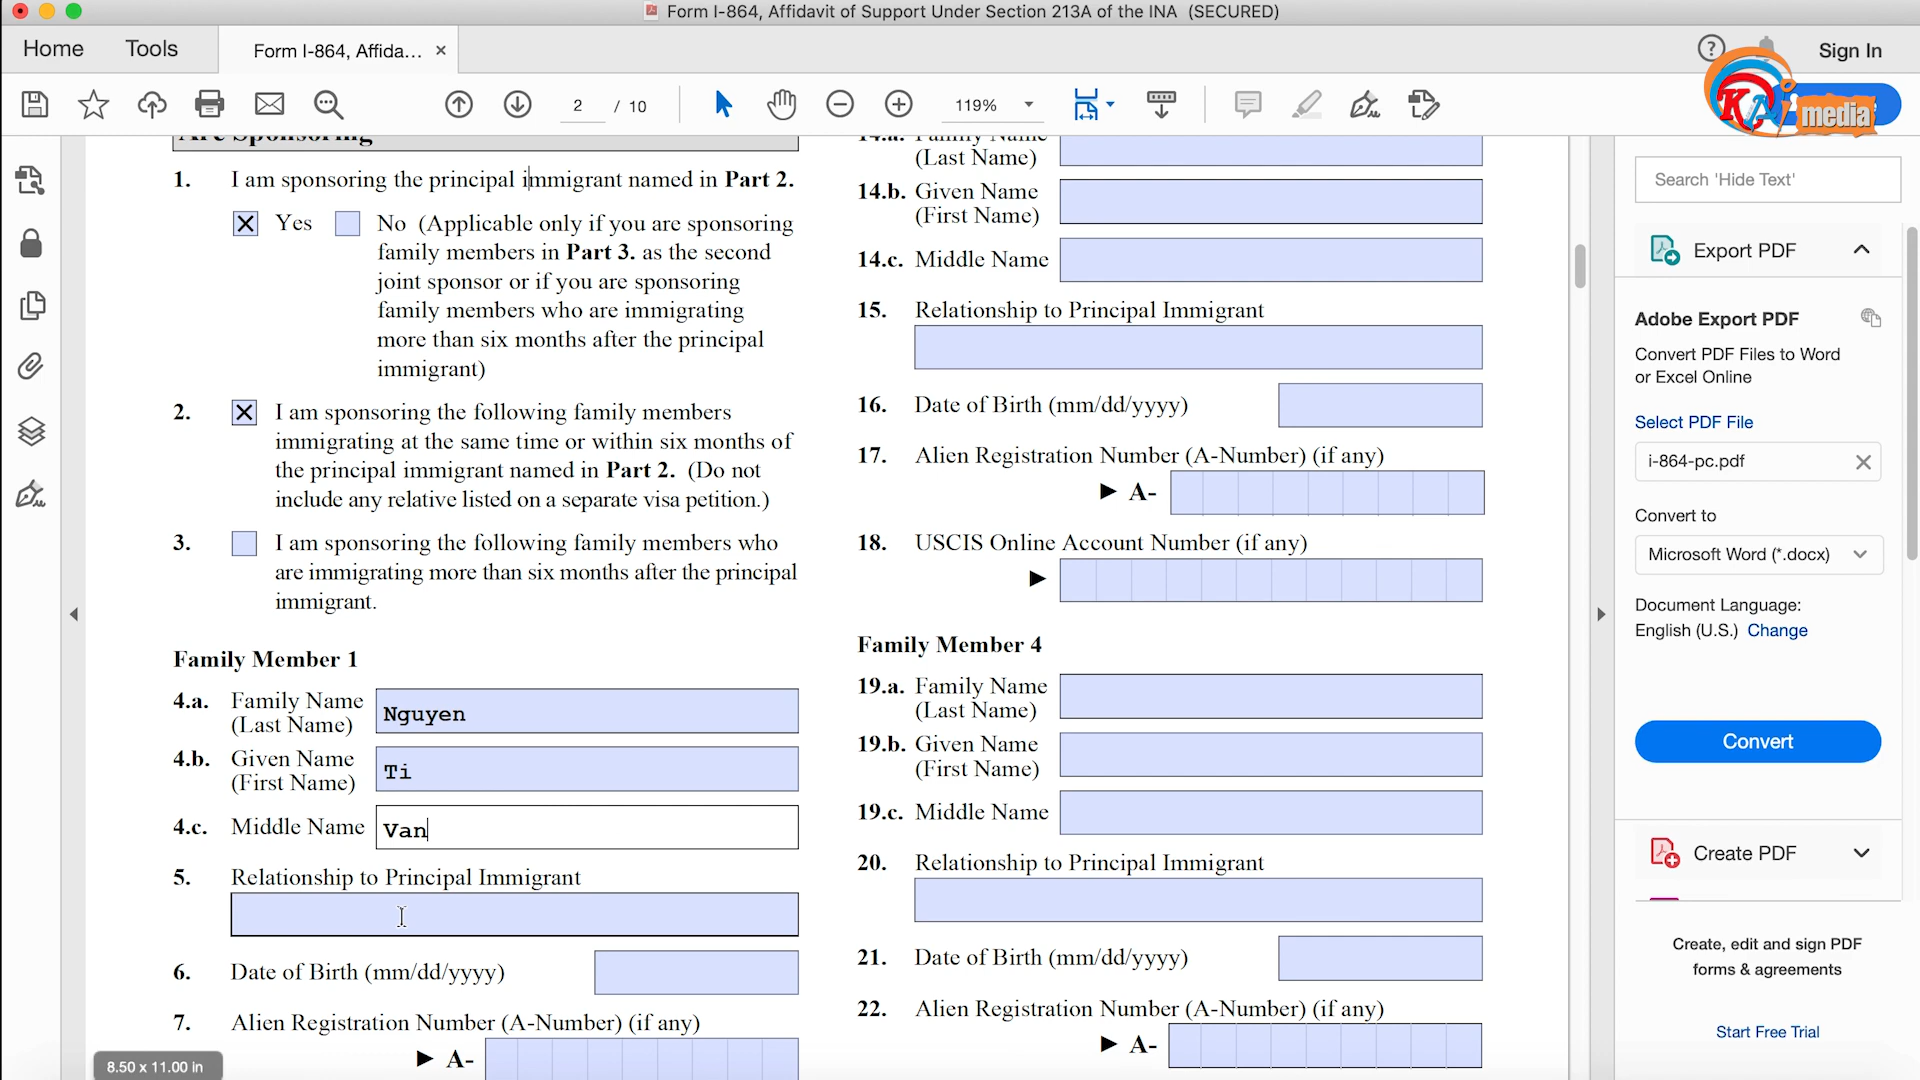 Form I-864, Affidavit of Support Under Section 213A of the INA (SECURED)
Home
Tools
Form I-864, Affida... ×
Sign In
2 / 10
119%
KAI media
Are Sponsoring
1. I am sponsoring the principal immigrant named in Part 2.
Yes
No (Applicable only if you are sponsoring
family members in Part 3. as the second
joint sponsor or if you are sponsoring
family members who are immigrating
more than six months after the principal
immigrant)
2. I am sponsoring the following family members
immigrating at the same time or within six months of
the principal immigrant named in Part 2. (Do not
include any relative listed on a separate visa petition.)
3. I am sponsoring the following family members who
are immigrating more than six months after the principal
immigrant.
Family Member 1
4.a. Family Name
(Last Name)
Nguyen
4.b. Given Name
(First Name)
Ti
4.c. Middle Name
Van
5. Relationship to Principal Immigrant
6. Date of Birth (mm/dd/yyyy)
7. Alien Registration Number (A-Number) (if any)
► A-
8.50 x 11.00 in
14.a. Family Name
(Last Name)
14.b. Given Name
(First Name)
14.c. Middle Name
15. Relationship to Principal Immigrant
16. Date of Birth (mm/dd/yyyy)
17. Alien Registration Number (A-Number) (if any)
► A-
18. USCIS Online Account Number (if any)
►
Family Member 4
19.a. Family Name
(Last Name)
19.b. Given Name
(First Name)
19.c. Middle Name
20. Relationship to Principal Immigrant
21. Date of Birth (mm/dd/yyyy)
22. Alien Registration Number (A-Number) (if any)
► A-
Search 'Hide Text'
Export PDF
Adobe Export PDF
Convert PDF Files to Word
or Excel Online
Select PDF File
i-864-pc.pdf
Convert to
Microsoft Word (*.docx)
Document Language:
English (U.S.) Change
Convert
Create PDF
Create, edit and sign PDF
forms & agreements
Start Free Trial